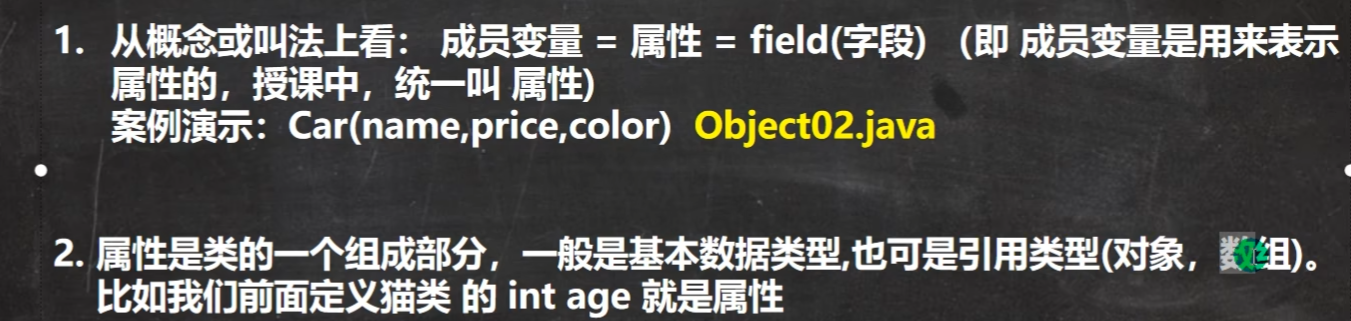 1. 从概念或叫法上看： 成员变量 = 属性 = field(字段) （即 成员变量是用来表示
属性的，授课中，统一叫 属性)
案例演示：Car(name,price,color) Object02.java
2. 属性是类的一个组成部分，一般是基本数据类型,也可是引用类型(对象，数组)。
比如我们前面定义猫类 的 int age 就是属性